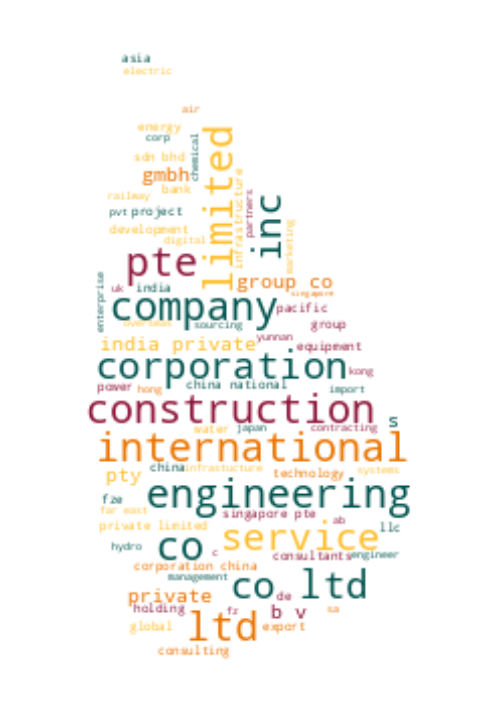 asia
electric
air
energy
corp
chemical
sdn bhd
limited
gmbh
bank
infrastructure
railway
partners
inc
pvt
project
development
marketing
digital
pte
enterprise
uk
india
group co
singapore
company
pacific
overseas
sourcing
group
yunnan
india private
equipment
corporation
kong
power
hong
china national
import
construction
s
water
japan
contracting
international
china
infrastucture
technology
systems
pty
engineering
fze
far east
singapore pte
ab
private limited
llc
service
hydro
co
c
consultants
engineer
corporation china
management
co ltd
private
de
holding
fz
b v
sa
global
ltd
export
consulting